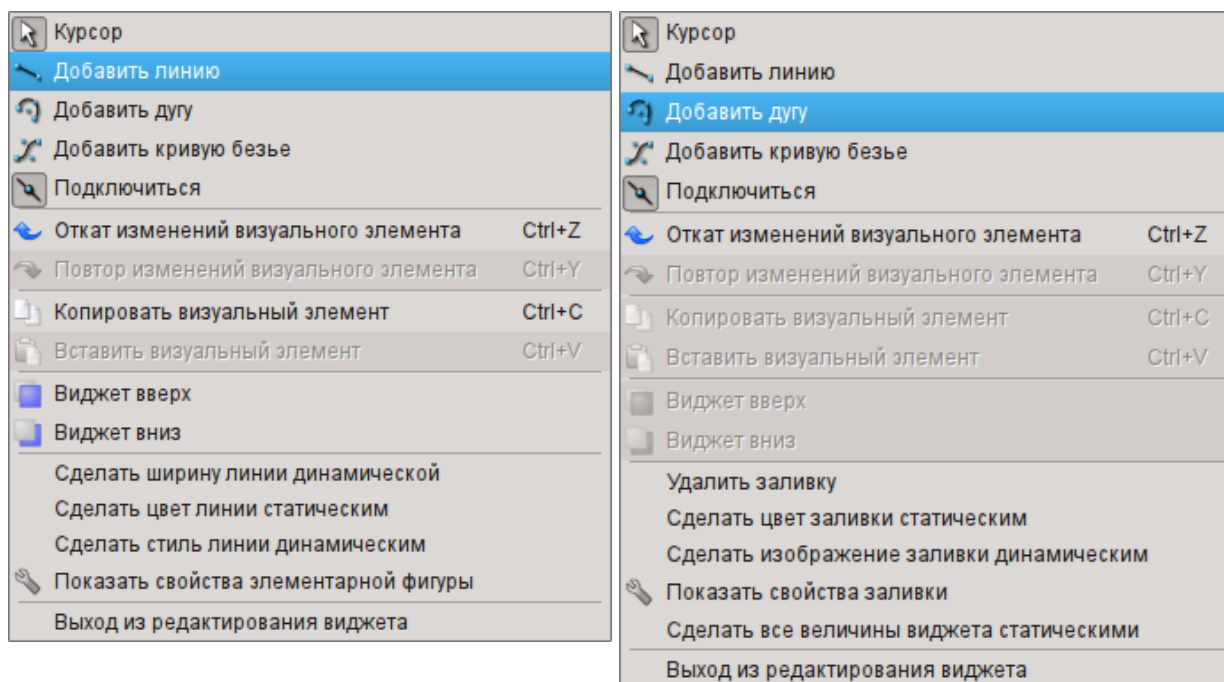 Курсор
Добавить линию
Добавить дугу
Добавить кривую безье
Подключиться
Откат изменений визуального элемента Ctrl+Z
Повтор изменений визуального элемента Ctrl+Y
Копировать визуальный элемент Ctrl+C
Вставить визуальный элемент Ctrl+V
Виджет вверх
Виджет вниз
Сделать ширину линии динамической
Сделать цвет линии статическим
Сделать стиль линии динамическим
Показать свойства элементарной фигуры
Выход из редактирования виджета
Курсор
Добавить линию
Добавить дугу
Добавить кривую безье
Подключиться
Откат изменений визуального элемента Ctrl+Z
Повтор изменений визуального элемента Ctrl+Y
Копировать визуальный элемент Ctrl+C
Вставить визуальный элемент Ctrl+V
Виджет вверх
Виджет вниз
Удалить заливку
Сделать цвет заливки статическим
Сделать изображение заливки динамическим
Показать свойства заливки
Сделать все величины виджета статическими
Выход из редактирования виджета